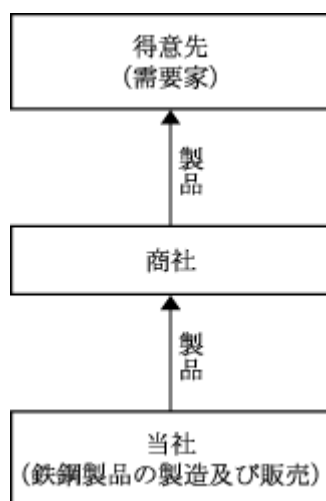 得意先
(需要家)
製品
商社
製品
当社
(鉄鋼製品の製造及び販売)